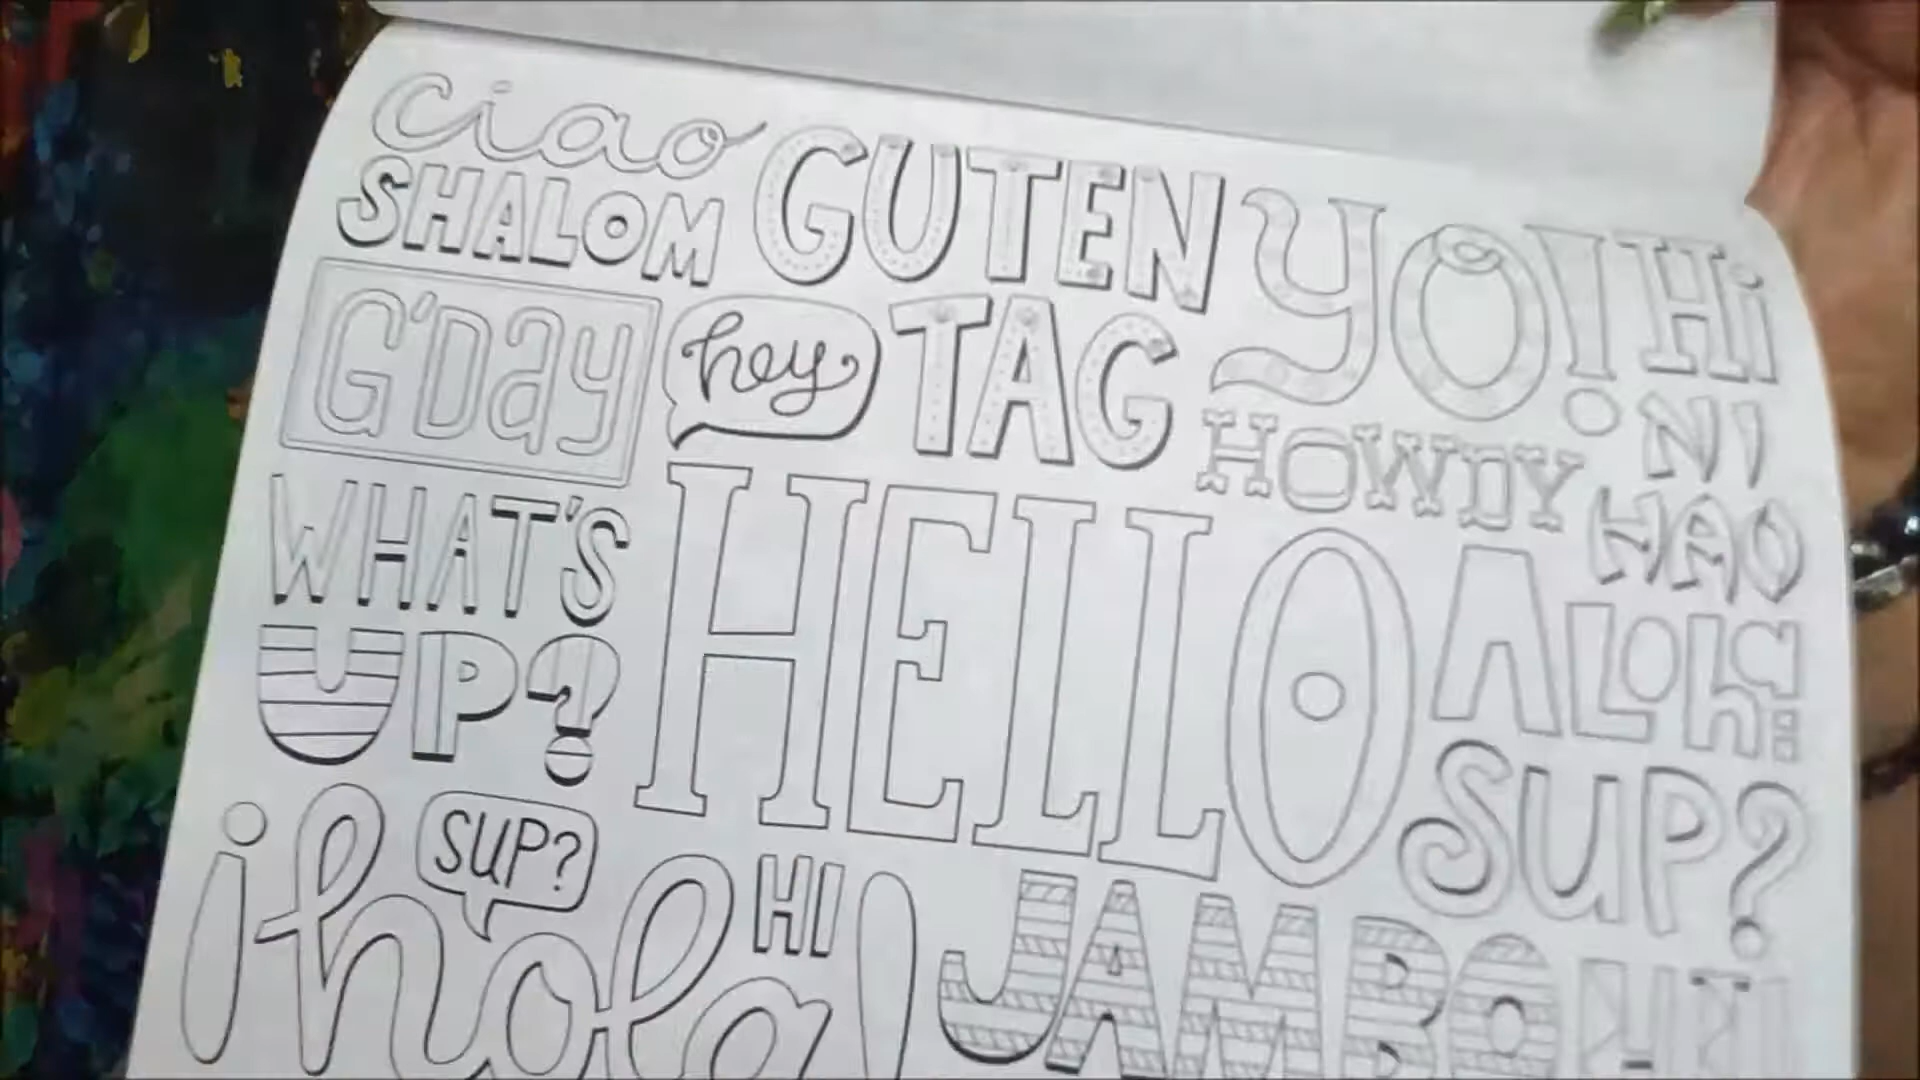 ciao
SHALOM
GUTEN
TAG
YO!
Hi
G'Day
hey
HOWDY
NI
HAO
WHAT'S
UP?
HELLO
ALOha
SUP?
¡hola!
SUP?
HI
JAMBO